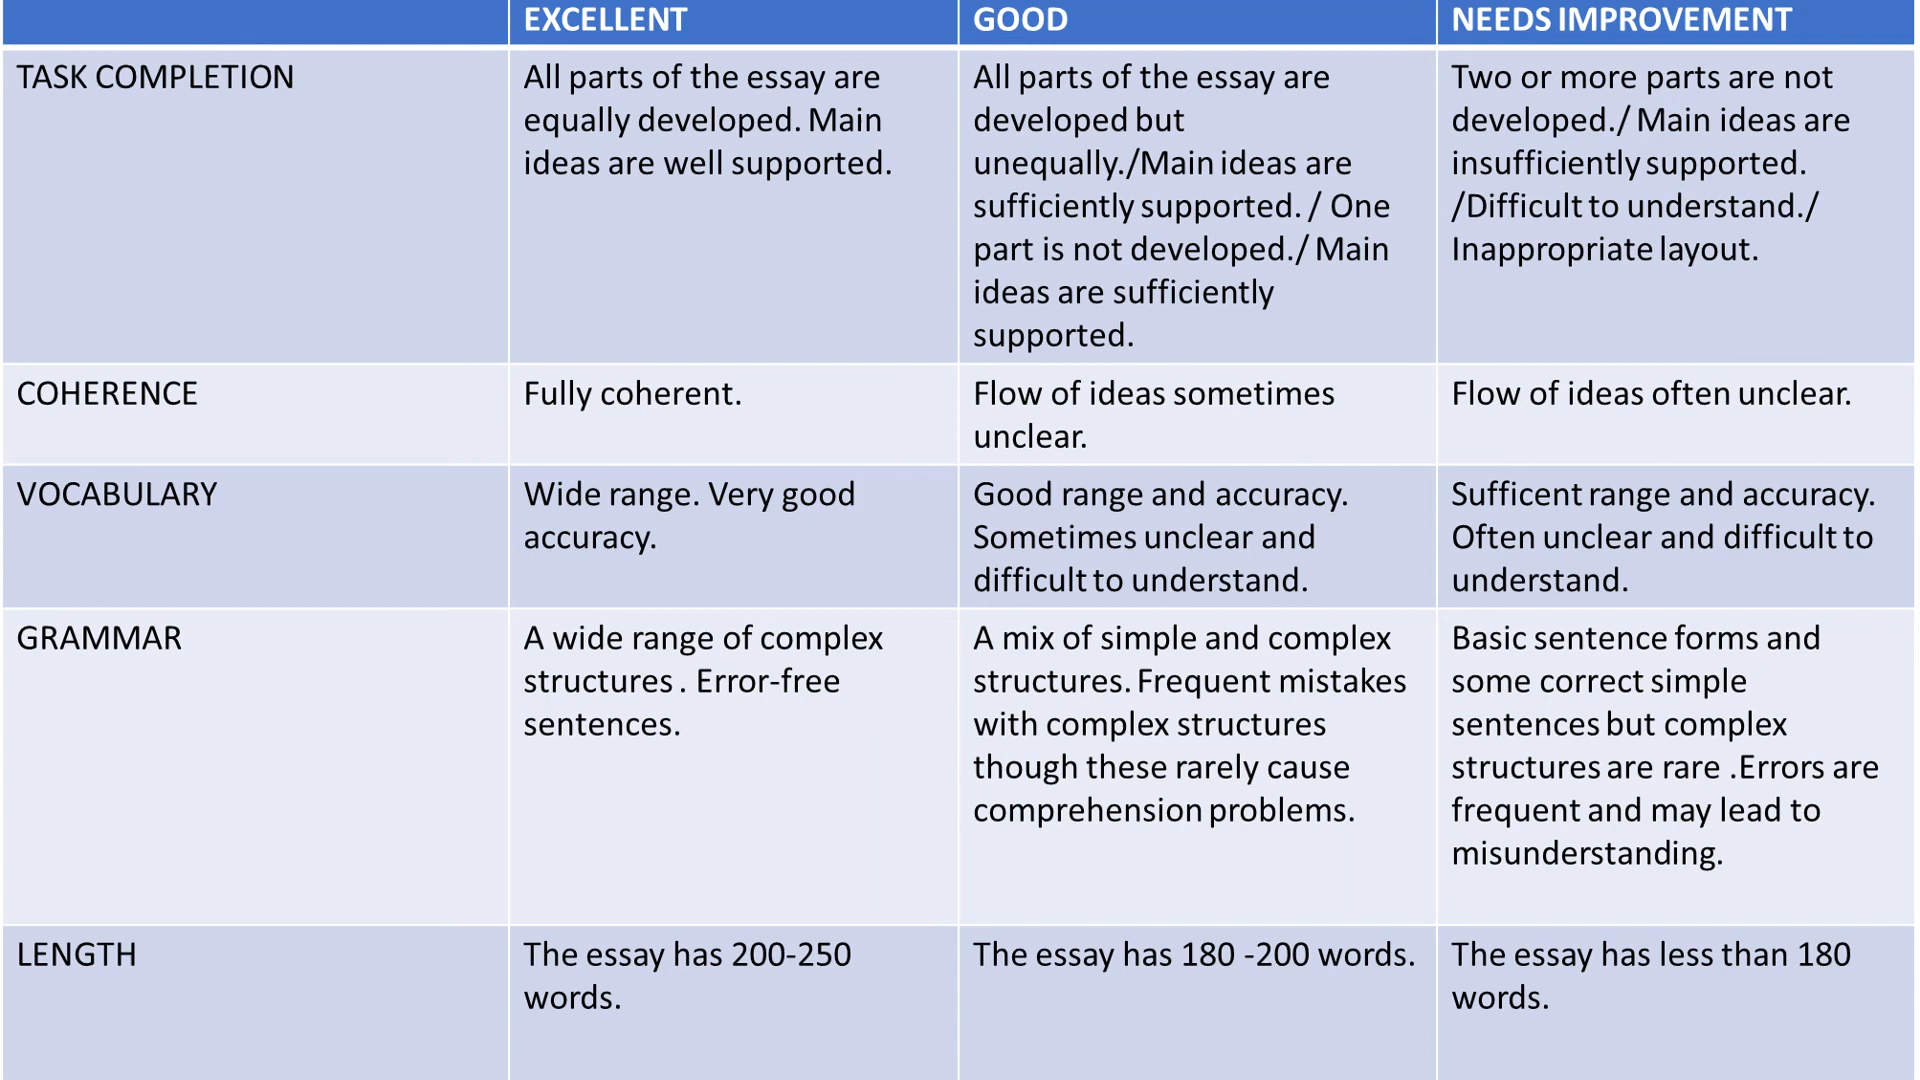 EXCELLENT
GOOD
NEEDS IMPROVEMENT
TASK COMPLETION
All parts of the essay are
equally developed. Main
ideas are well supported.
All parts of the essay are
developed but
unequally./Main ideas are
sufficiently supported. / One
part is not developed./ Main
ideas are sufficiently
supported.
Two or more parts are not
developed./ Main ideas are
insufficiently supported.
/Difficult to understand./
Inappropriate layout.
COHERENCE
Fully coherent.
Flow of ideas sometimes
unclear.
Flow of ideas often unclear.
VOCABULARY
Wide range. Very good
accuracy.
Good range and accuracy.
Sometimes unclear and
difficult to understand.
Sufficent range and accuracy.
Often unclear and difficult to
understand.
GRAMMAR
A wide range of complex
structures . Error-free
sentences.
A mix of simple and complex
structures. Frequent mistakes
with complex structures
though these rarely cause
comprehension problems.
Basic sentence forms and
some correct simple
sentences but complex
structures are rare .Errors are
frequent and may lead to
misunderstanding.
LENGTH
The essay has 200-250
words.
The essay has 180 -200 words.
The essay has less than 180
words.